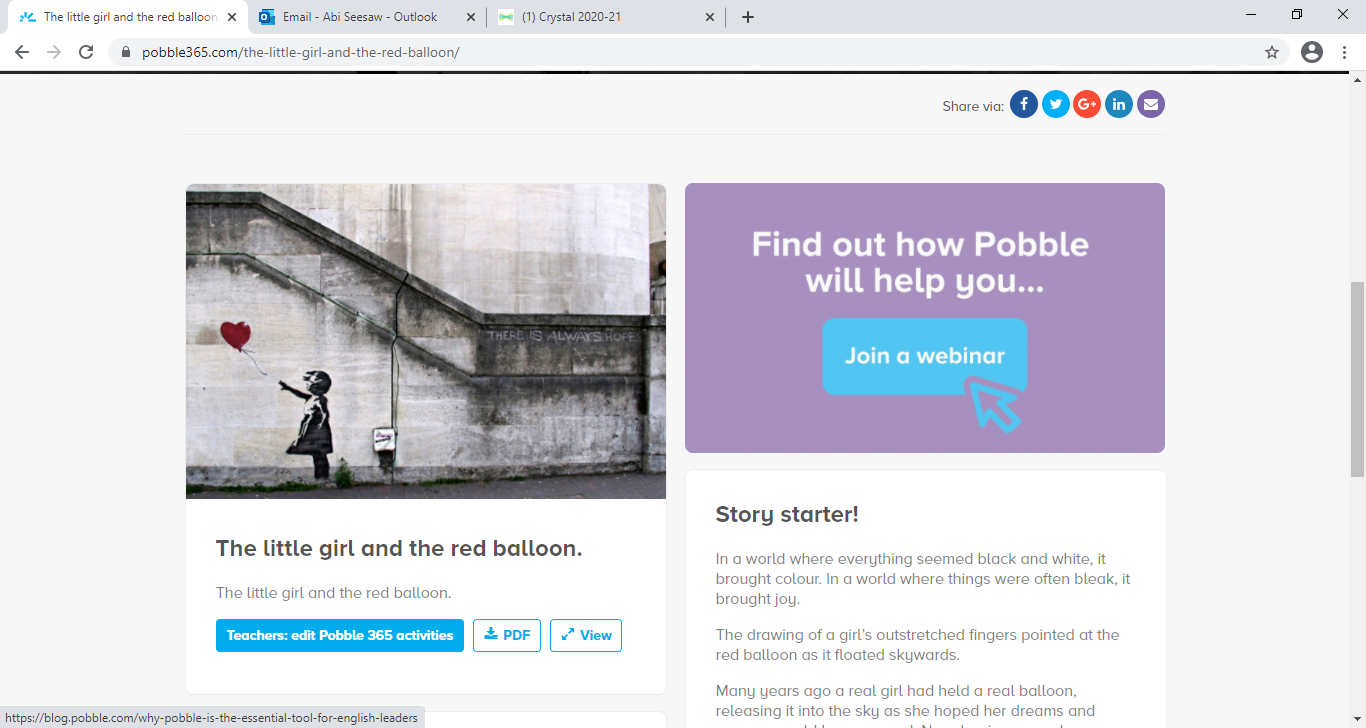 The little girl and the red balloon
Email - Abi Seesaw - Outlook
(1) Crystal 2020-21
pobble365.com/the-little-girl-and-the-red-balloon/
Share via:
f
G+
in
THERE IS ALWAYS HOPE
Find out how Pobble
will help you...
Join a webinar
The little girl and the red balloon.
The little girl and the red balloon.
Teachers: edit Pobble 365 activities
PDF
View
Story starter!
In a world where everything seemed black and white, it
brought colour. In a world where things were often bleak, it
brought joy.
The drawing of a girl's outstretched fingers pointed at the
red balloon as it floated skywards.
Many years ago a real girl had held a real balloon,
releasing it into the sky as she hoped her dreams and
https://blog.pobble.com/why-pobble-is-the-essential-tool-for-english-leaders